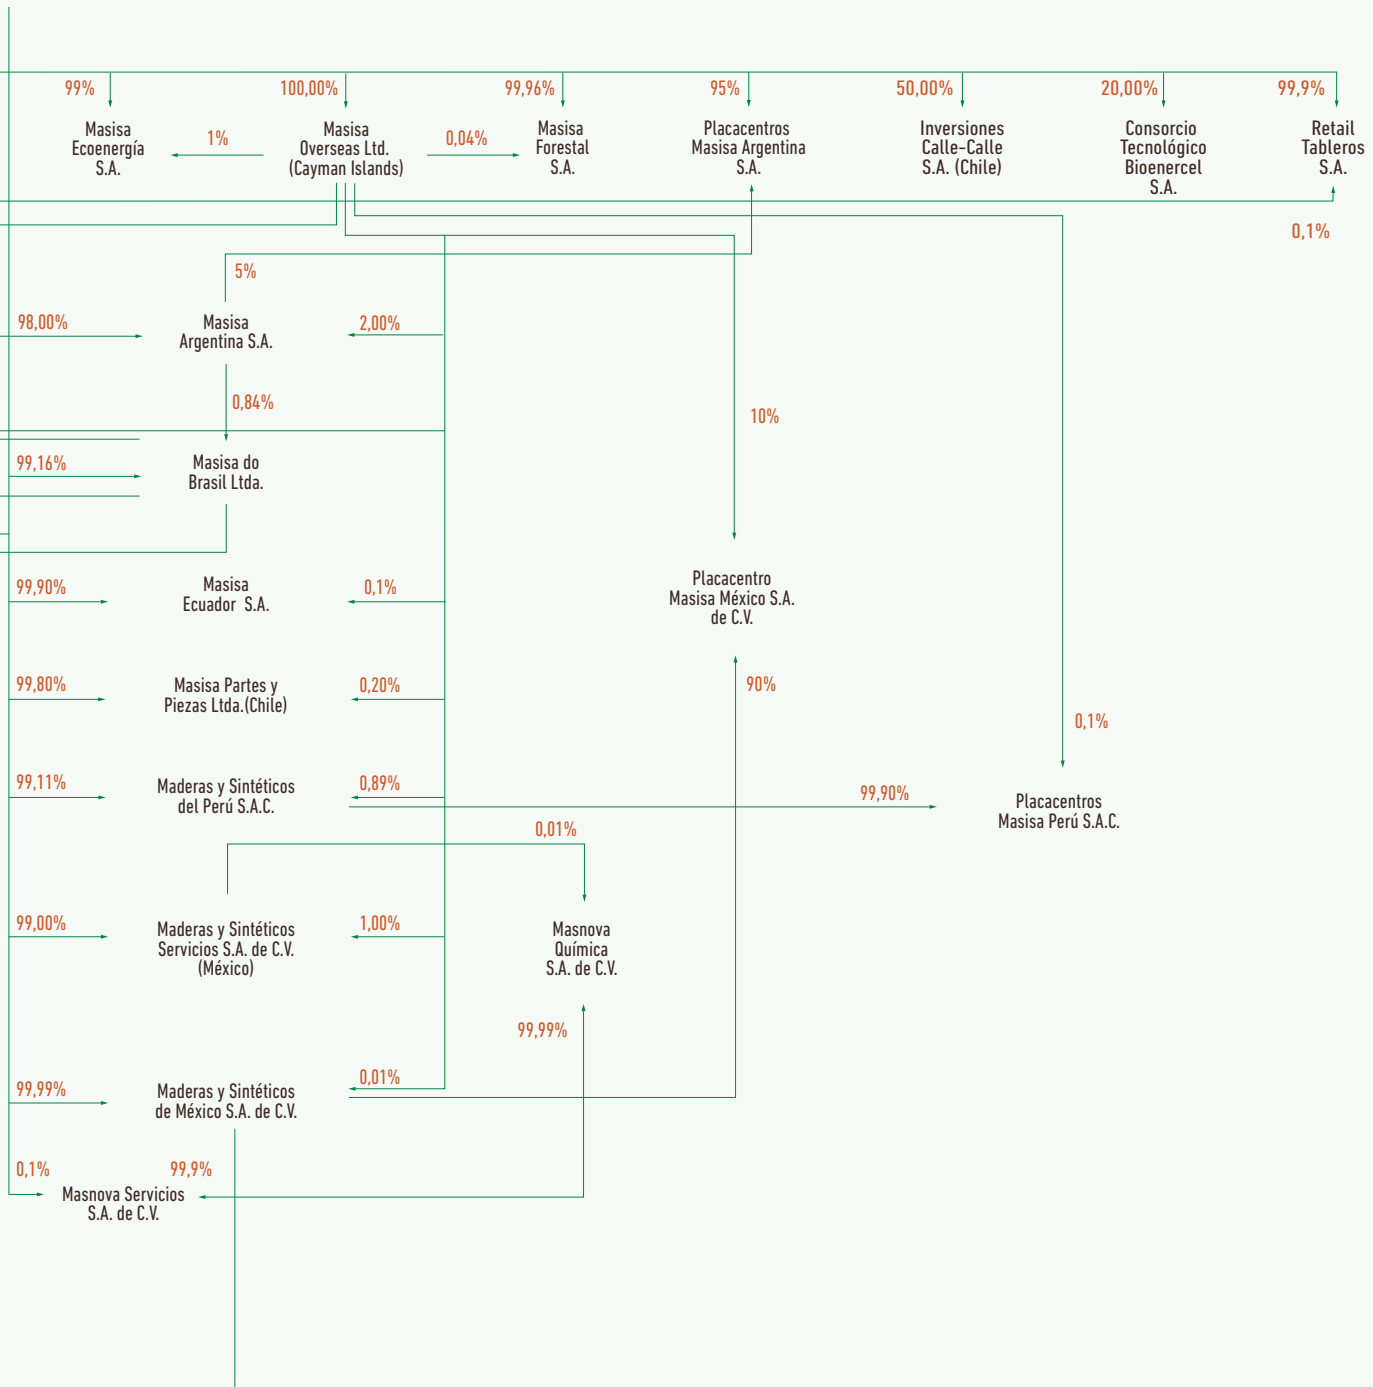 99%
100,00%
99,96%
95%
50,00%
20,00%
99,9%
Masisa
Ecoenergía
S.A.
1%
Masisa
Overseas Ltd.
(Cayman Islands)
0,04%
Masisa
Forestal
S.A.
Placacentros
Masisa Argentina
S.A.
Inversiones
Calle-Calle
S.A. (Chile)
Consorcio
Tecnológico
Bioenercel
S.A.
Retail
Tableros
S.A.
0,1%
5%
98,00%
Masisa
Argentina S.A.
2,00%
0,84%
10%
99,16%
Masisa do
Brasil Ltda.
99,90%
Masisa
Ecuador S.A.
0,1%
Placacentro
Masisa México S.A.
de C.V.
99,80%
Masisa Partes y
Piezas Ltda.(Chile)
0,20%
90%
0,1%
99,11%
Maderas y Sintéticos
del Perú S.A.C.
0,89%
99,90%
Placacentros
Masisa Perú S.A.C.
0,01%
99,00%
Maderas y Sintéticos
Servicios S.A. de C.V.
(México)
1,00%
Masnova
Química
S.A. de C.V.
99,99%
99,99%
Maderas y Sintéticos
de México S.A. de C.V.
0,01%
0,1%
99,9%
Masnova Servicios
S.A. de C.V.